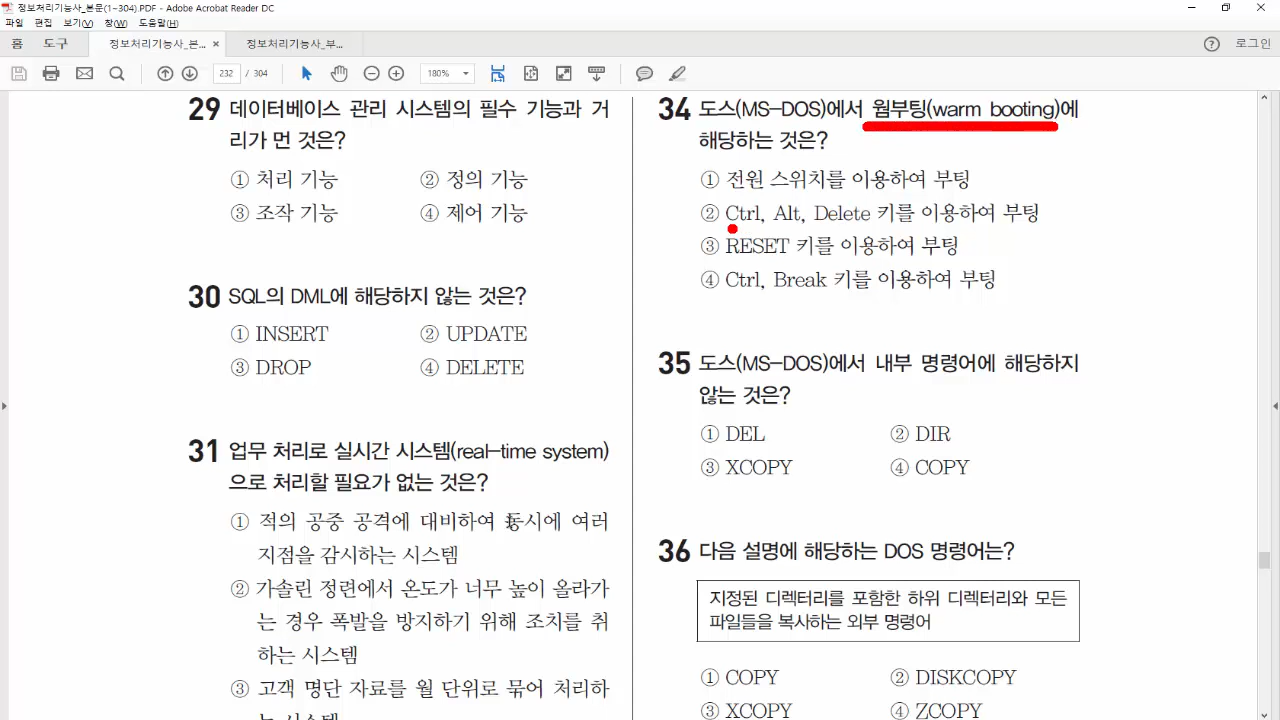 정보처리기능사_본문(1~304).PDF - Adobe Acrobat Reader DC
파일 편집 보기(V) 창(W) 도움말(H)
홈 도구 정보처리기능사_본... × 정보처리기능사_부... 로그인
232 / 304 180%
29 데이터베이스 관리 시스템의 필수 기능과 거
리가 먼 것은?
① 처리 기능 ② 정의 기능
③ 조작 기능 ④ 제어 기능
30 SQL의 DML에 해당하지 않는 것은?
① INSERT ② UPDATE
③ DROP ④ DELETE
31 업무 처리로 실시간 시스템(real-time system)
으로 처리할 필요가 없는 것은?
① 적의 공중 공격에 대비하여 동시에 여러
지점을 감시하는 시스템
② 가솔린 정련에서 온도가 너무 높이 올라가
는 경우 폭발을 방지하기 위해 조치를 취
하는 시스템
③ 고객 명단 자료를 월 단위로 묶어 처리하
는 시스템
34 도스(MS-DOS)에서 웜부팅(warm booting)에
해당하는 것은?
① 전원 스위치를 이용하여 부팅
② Ctrl, Alt, Delete 키를 이용하여 부팅
③ RESET 키를 이용하여 부팅
④ Ctrl, Break 키를 이용하여 부팅
35 도스(MS-DOS)에서 내부 명령어에 해당하지
않는 것은?
① DEL ② DIR
③ XCOPY ④ COPY
36 다음 설명에 해당하는 DOS 명령어는?
지정된 디렉터리를 포함한 하위 디렉터리와 모든
파일들을 복사하는 외부 명령어
① COPY ② DISKCOPY
③ XCOPY ④ ZCOPY